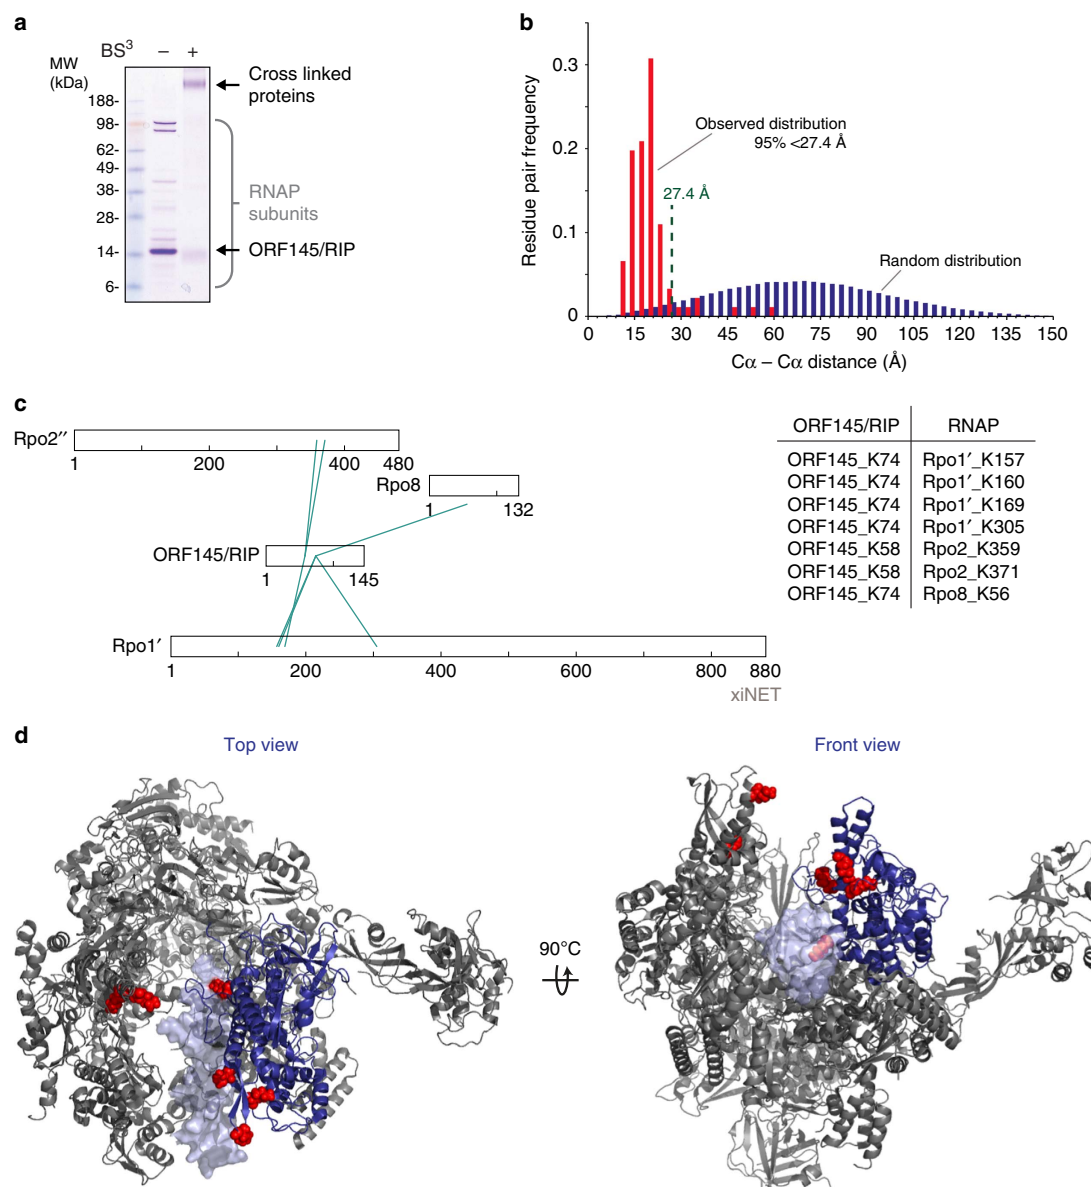 a
BS3 − +
MW
(kDa)
188-
98-
62-
49-
38-
28-
14-
6-
Cross linked
proteins
RNAP
subunits
ORF145/RIP
b
Residue pair frequency
0.3
0.2
0.1
0
Observed distribution
95% <27.4 Å
27.4 Å
Random distribution
0 15 30 45 60 75 90 105 120 135 150
Cα – Cα distance (Å)
c
Rpo2″
1 200 400 480
Rpo8
1 132
ORF145/RIP
1 145
Rpo1′
1 200 400 600 800 880
xiNET
ORF145/RIP RNAP
ORF145_K74 Rpo1′_K157
ORF145_K74 Rpo1′_K160
ORF145_K74 Rpo1′_K169
ORF145_K74 Rpo1′_K305
ORF145_K58 Rpo2_K359
ORF145_K58 Rpo2_K371
ORF145_K74 Rpo8_K56
d
Top view
90°C
Front view